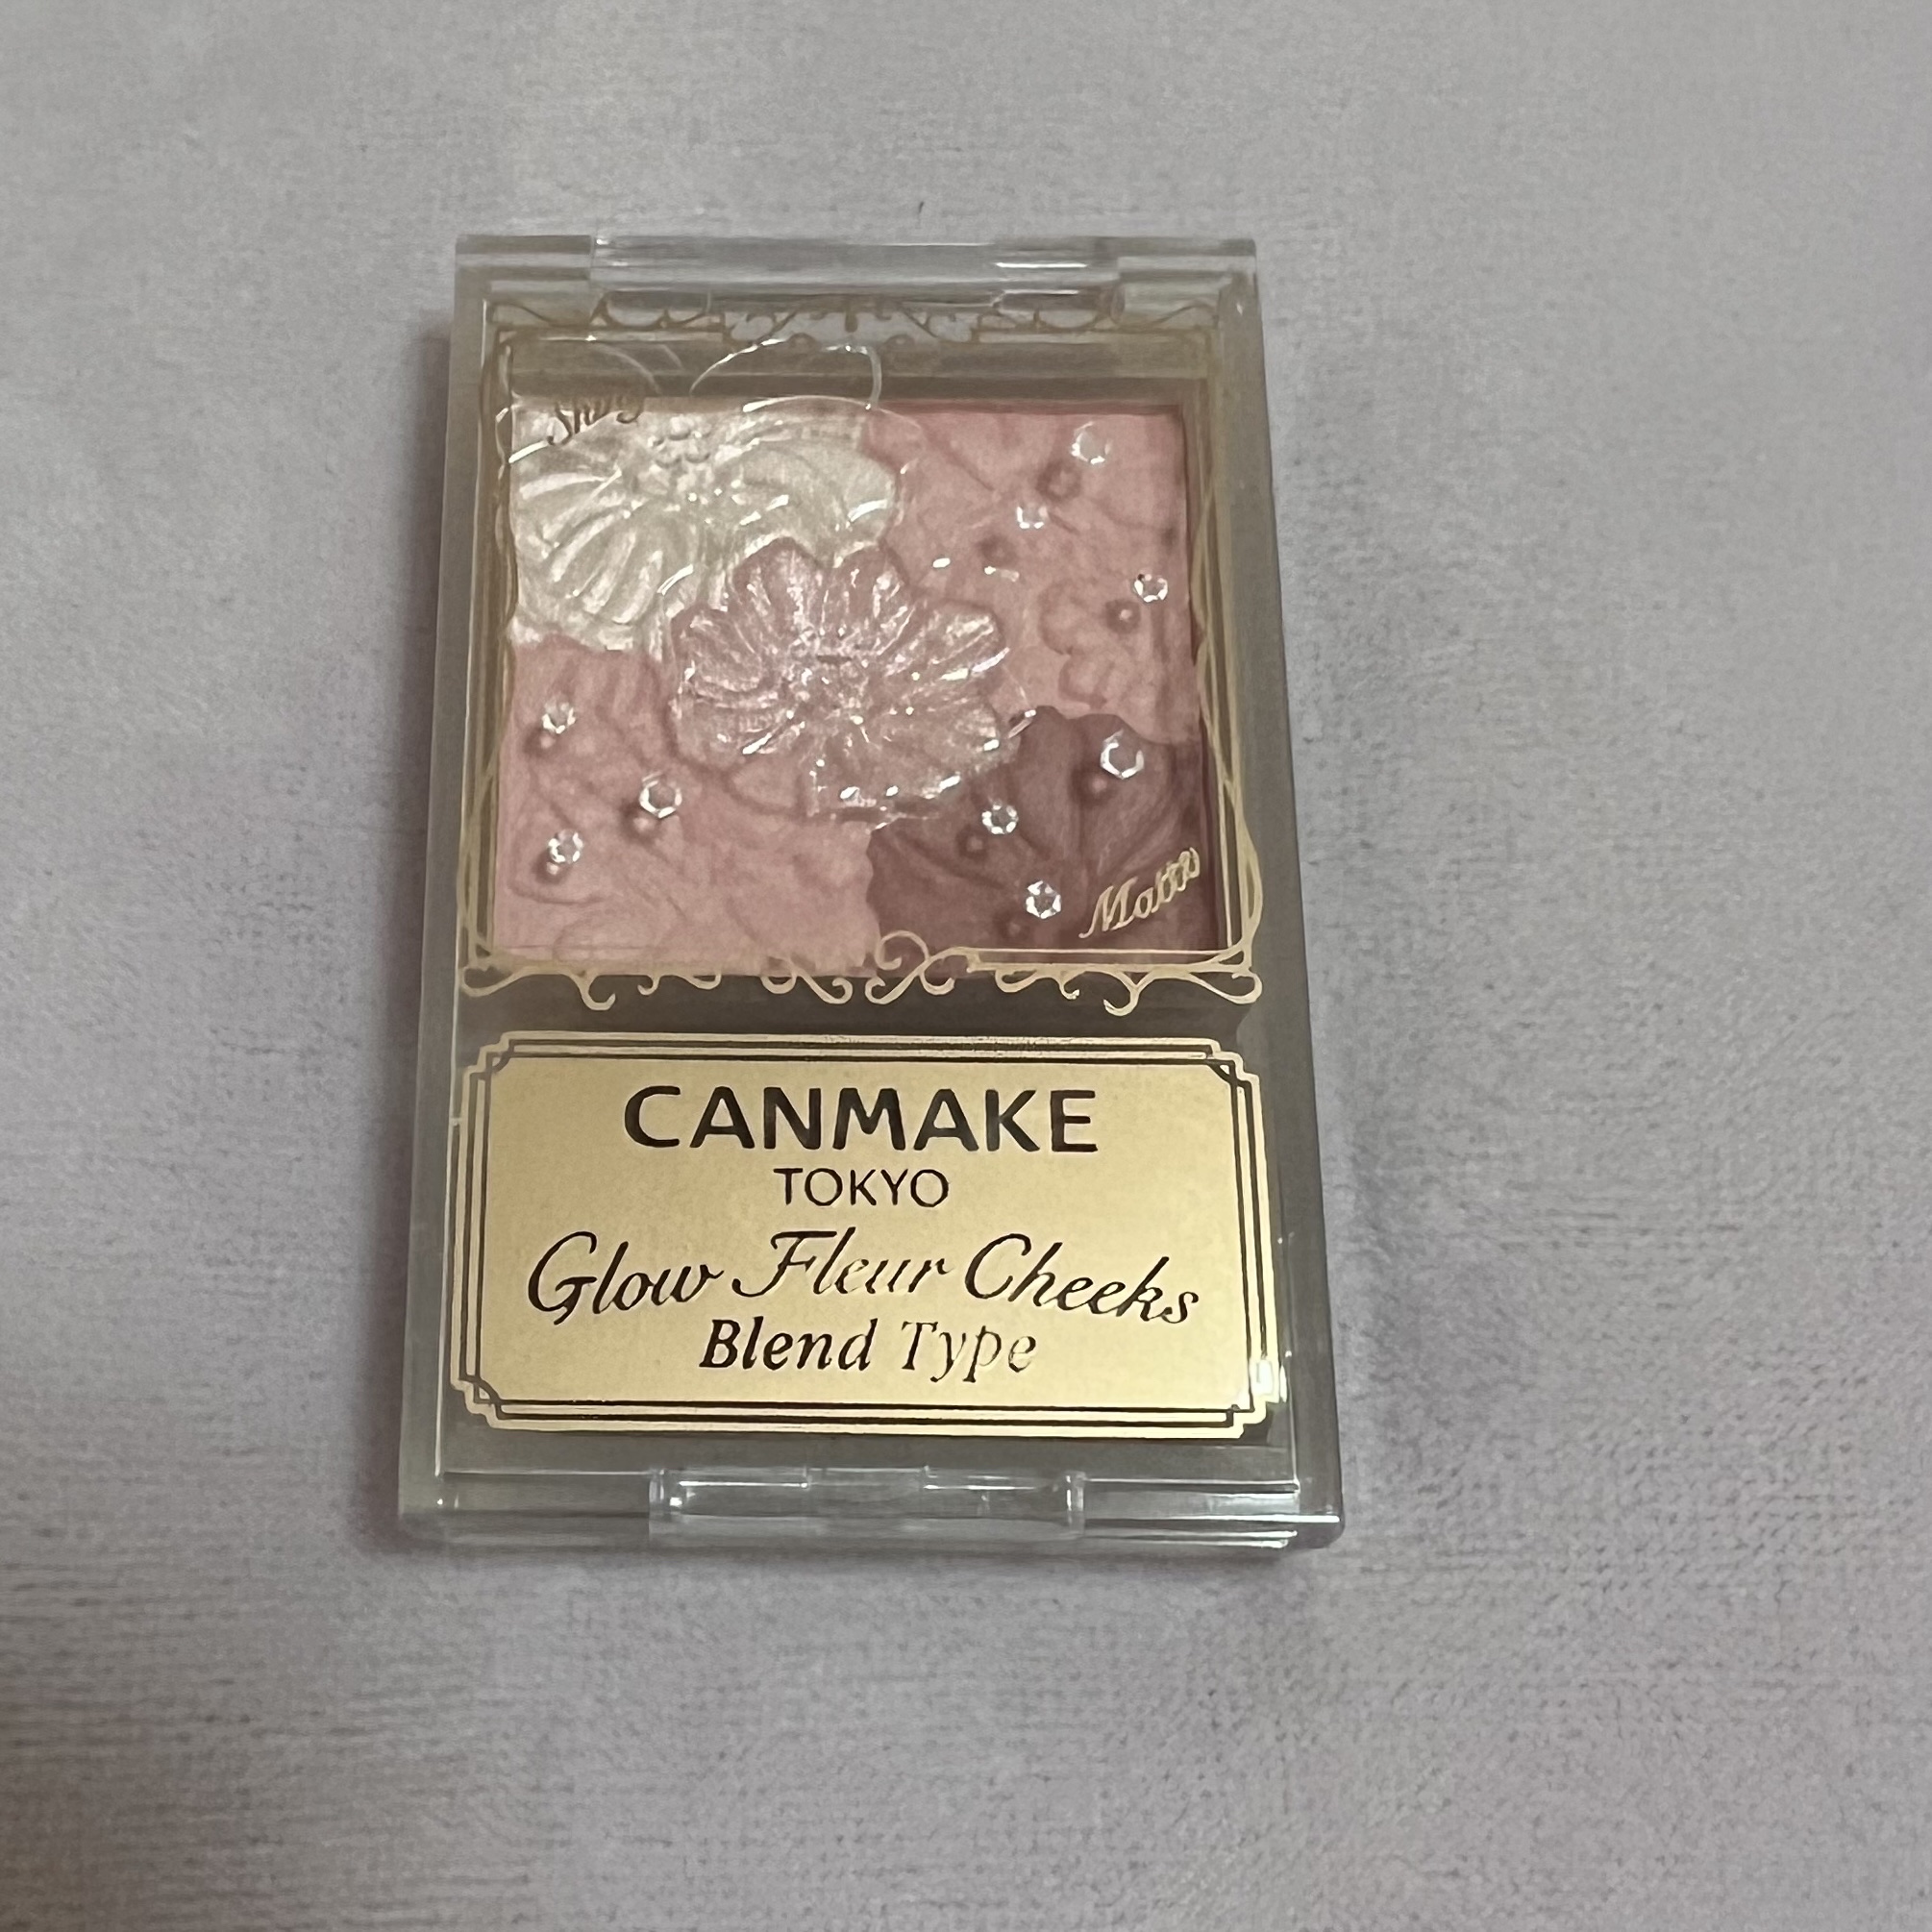 Shiny
Matte
CANMAKE
TOKYO
Glow Fleur Cheeks
Blend Type